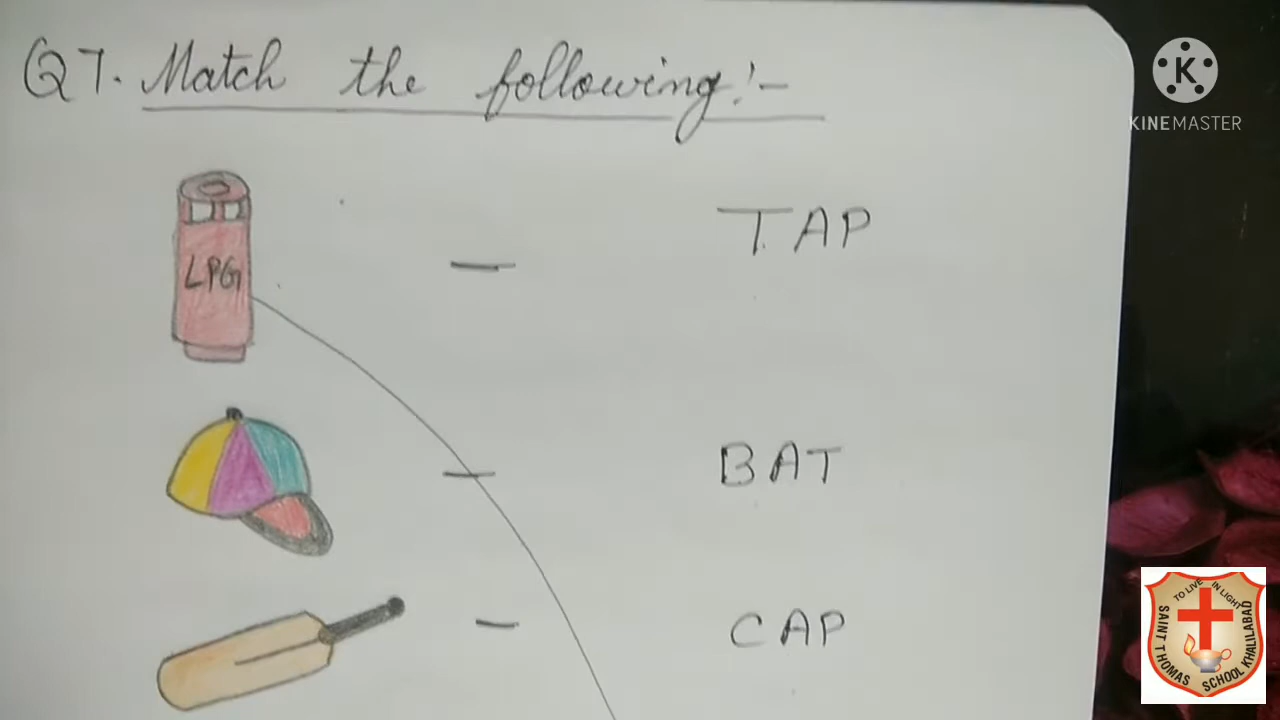 Q7. Match the following:-
KINEMASTER
LPG
TAP
BAT
CAP
TO LIVE IN LIGHT
SAINT THOMAS SCHOOL KHALILABAD